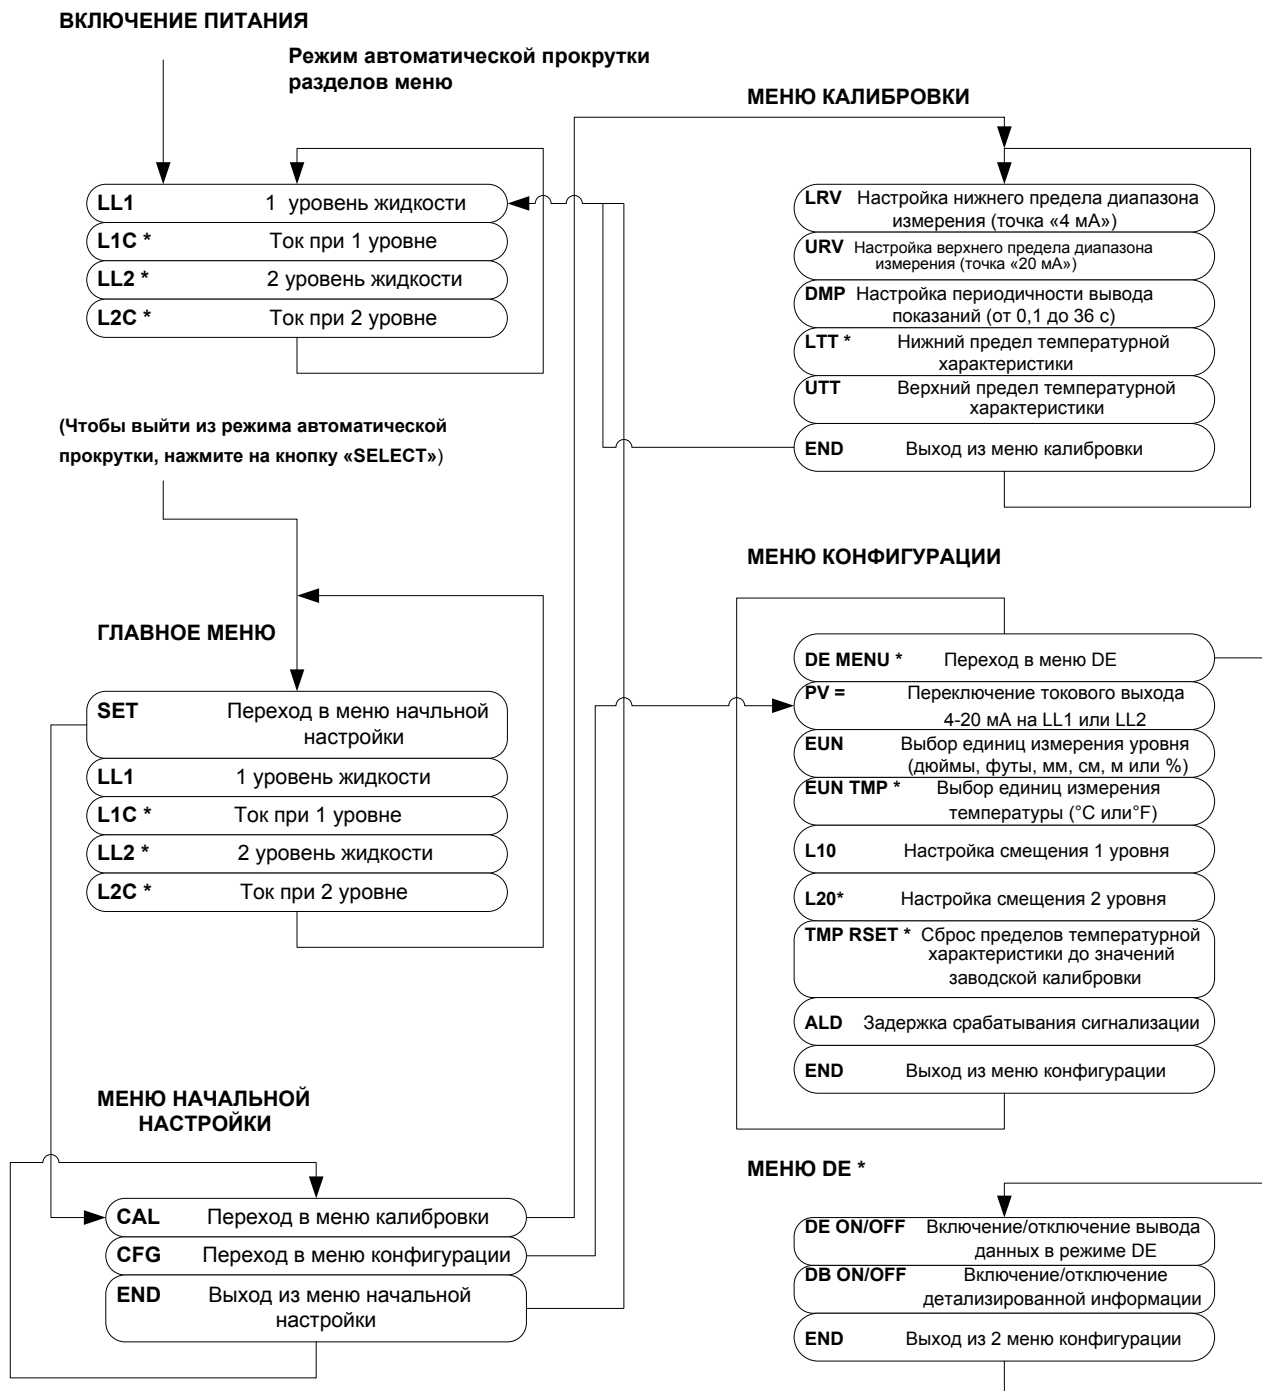 ВКЛЮЧЕНИЕ ПИТАНИЯ
Режим автоматической прокрутки
разделов меню
LL1 1 уровень жидкости
L1C * Ток при 1 уровне
LL2 * 2 уровень жидкости
L2C * Ток при 2 уровне
(Чтобы выйти из режима автоматической
прокрутки, нажмите на кнопку «SELECT»)
ГЛАВНОЕ МЕНЮ
SET Переход в меню начльной
настройки
LL1 1 уровень жидкости
L1C * Ток при 1 уровне
LL2 * 2 уровень жидкости
L2C * Ток при 2 уровне
МЕНЮ НАЧАЛЬНОЙ
НАСТРОЙКИ
CAL Переход в меню калибровки
CFG Переход в меню конфигурации
END Выход из меню начальной
настройки
МЕНЮ КАЛИБРОВКИ
LRV Настройка нижнего предела диапазона
измерения (точка «4 мА»)
URV Настройка верхнего предела диапазона
измерения (точка «20 мА»)
DMP Настройка периодичности вывода
показаний (от 0,1 до 36 с)
LTT * Нижний предел температурной
характеристики
UTT Верхний предел температурной
характеристики
END Выход из меню калибровки
МЕНЮ КОНФИГУРАЦИИ
DE MENU * Переход в меню DE
PV = Переключение токового выхода
4-20 мА на LL1 или LL2
EUN Выбор единиц измерения уровня
(дюймы, футы, мм, см, м или %)
EUN TMP * Выбор единиц измерения
температуры (°C или°F)
L10 Настройка смещения 1 уровня
L20* Настройка смещения 2 уровня
TMP RSET * Сброс пределов температурной
характеристики до значений
заводской калибровки
ALD Задержка срабатывания сигнализации
END Выход из меню конфигурации
МЕНЮ DE *
DE ON/OFF Включение/отключение вывода
данных в режиме DE
DB ON/OFF Включение/отключение
детализированной информации
END Выход из 2 меню конфигурации